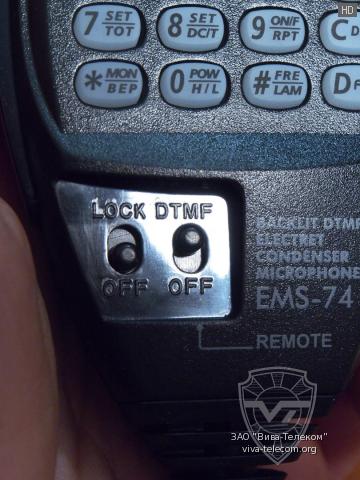 HD
7 SET TOT 8 SET DC/T 9 ON/F RPT C
* MON BEP 0 POW H/L # FRE LAM D
LOCK DTMF
OFF OFF
BACKLIT DTMF
ELECTRET
CONDENSER
MICROPHONE
EMS-74
REMOTE
ЗАО "Вива-Телеком"
viva-telecom.org